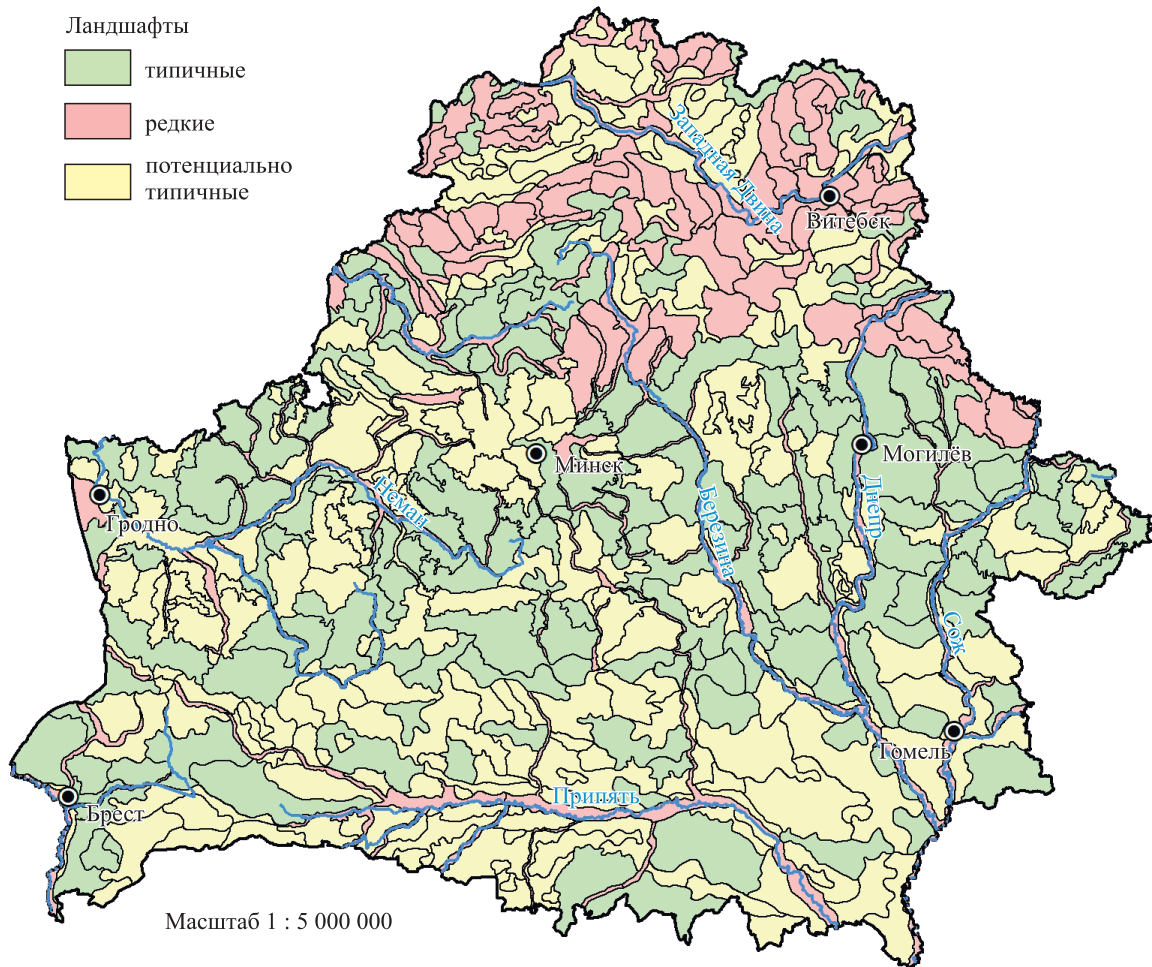 Ландшафты
типичные
редкие
потенциально
типичные
Западная Двина
Витебск
Минск
Могилёв
Неман
Гродно
Березина
Днепр
Сож
Гомель
Припять
Брест
Масштаб 1 : 5 000 000